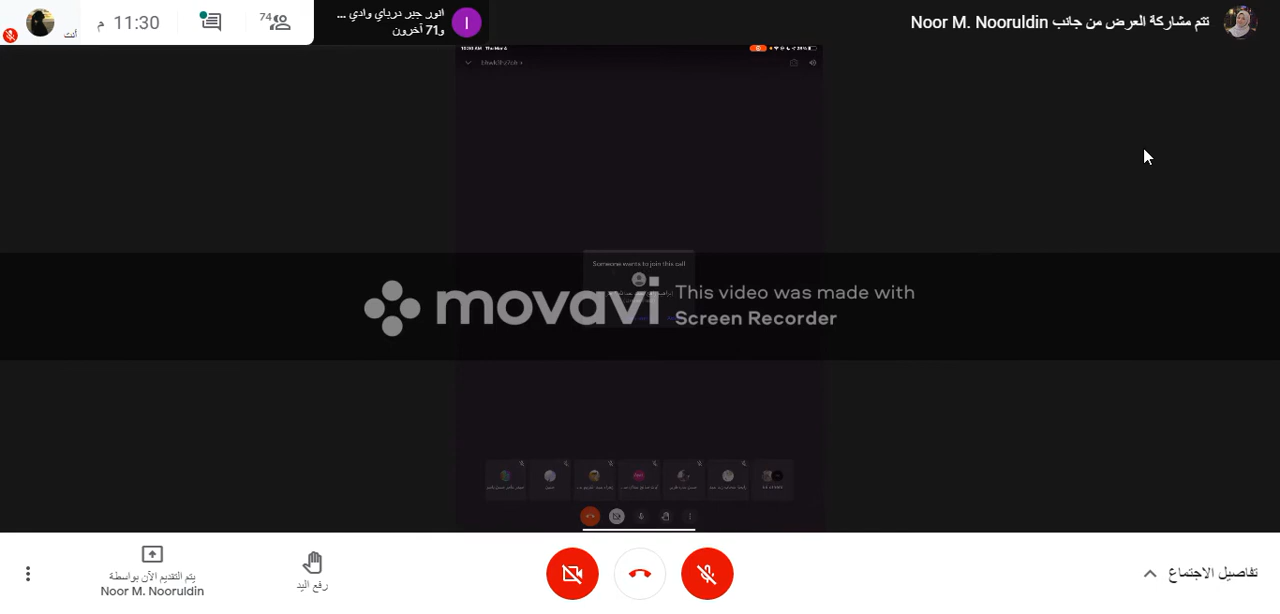 تتم مشاركة العرض من جانب Noor M. Nooruldin
انور جبر درباي وادي ...
و71 آخرون
74
11:30 م
أنت
Someone wants to join this call
movavi
This video was made with
Screen Recorder
يتم التقديم الآن بواسطة
Noor M. Nooruldin
رفع اليد
تفاصيل الاجتماع